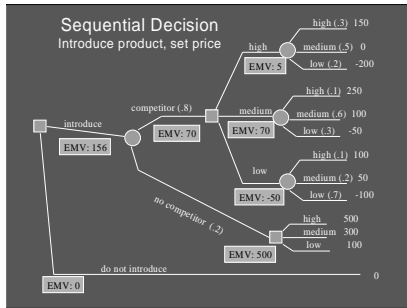 Sequential Decision
Introduce product, set price
high (.3) 150
high
medium (.5) 0
EMV: 5
low (.2) -200
high (.1) 250
competitor (.8)
medium
medium (.6) 100
introduce
EMV: 70
EMV: 70
low (.3) -50
EMV: 156
high (.1) 100
low
medium (.2) 50
EMV: -50
low (.7) -100
no competitor (.2)
high 500
medium 300
EMV: 500
low 100
do not introduce
0
EMV: 0